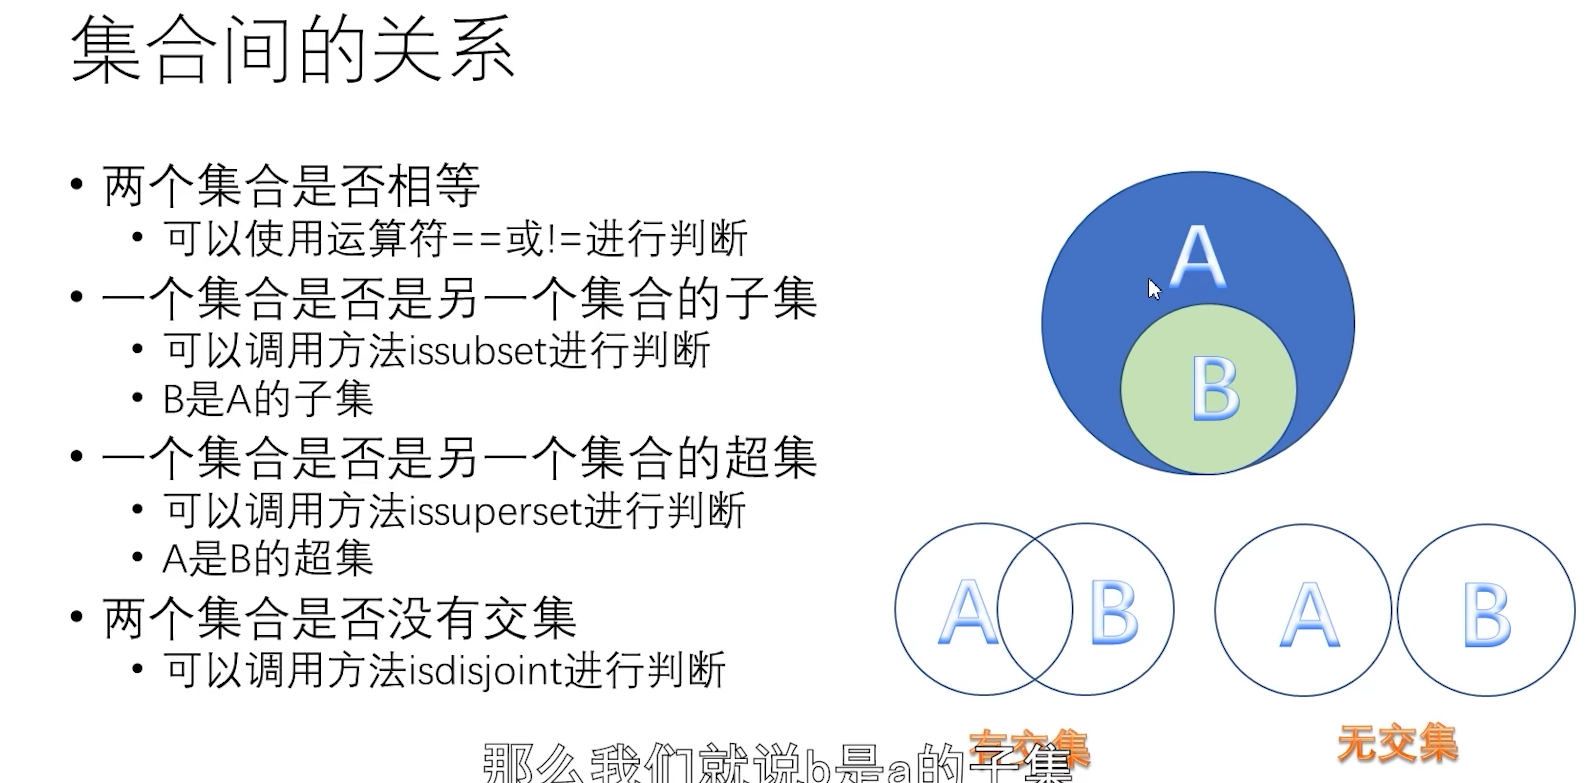 集合间的关系
• 两个集合是否相等
• 可以使用运算符==或!=进行判断
• 一个集合是否是另一个集合的子集
• 可以调用方法issubset进行判断
• B是A的子集
• 一个集合是否是另一个集合的超集
• 可以调用方法issuperset进行判断
• A是B的超集
• 两个集合是否没有交集
• 可以调用方法isdisjoint进行判断
A
B
A B
A B
有交集
无交集
那么我们就说b是a的子集